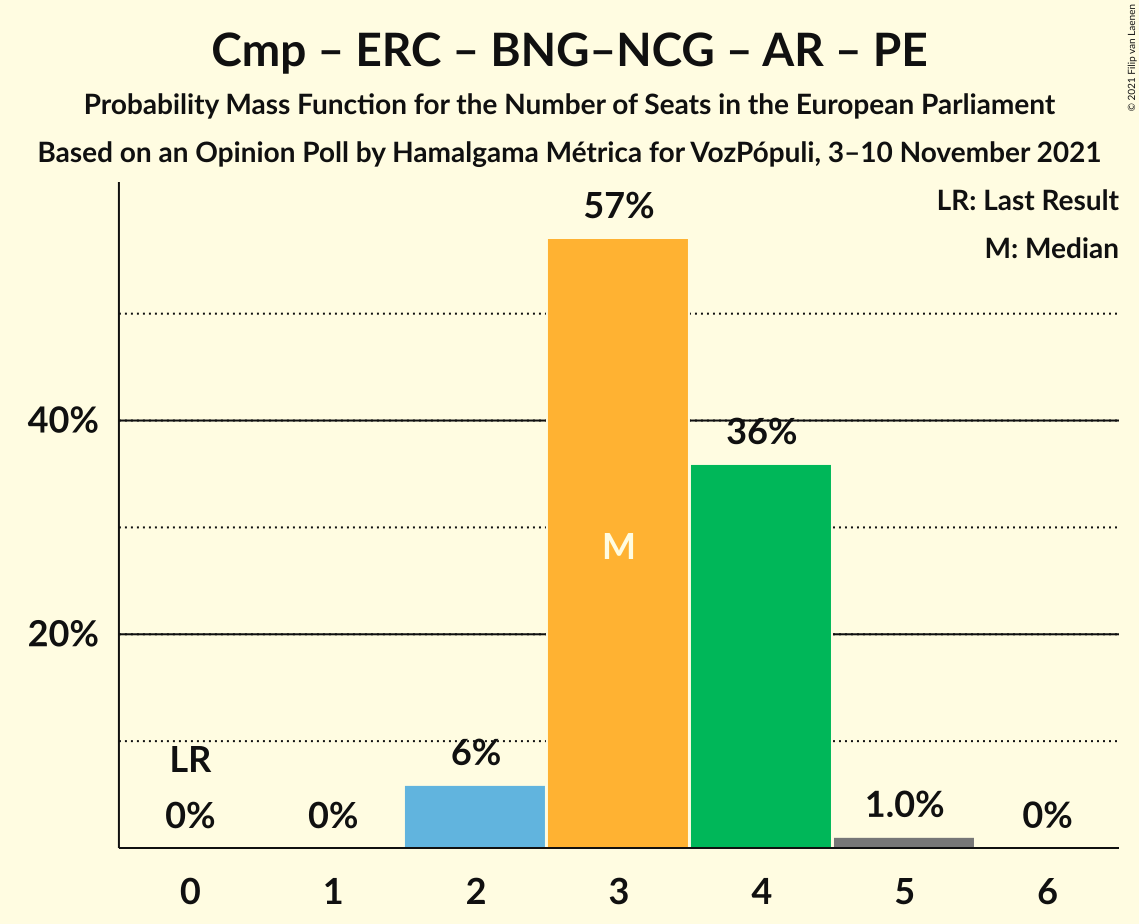 Cmp – ERC – BNG–NCG – AR – PE
Probability Mass Function for the Number of Seats in the European Parliament
Based on an Opinion Poll by Hamalgama Métrica for VozPópuli, 3–10 November 2021
© 2021 Filip van Laenen
LR: Last Result
M: Median
57%
40%
36%
M
20%
LR
6%
0%
0%
1.0%
0%
0
1
2
3
4
5
6